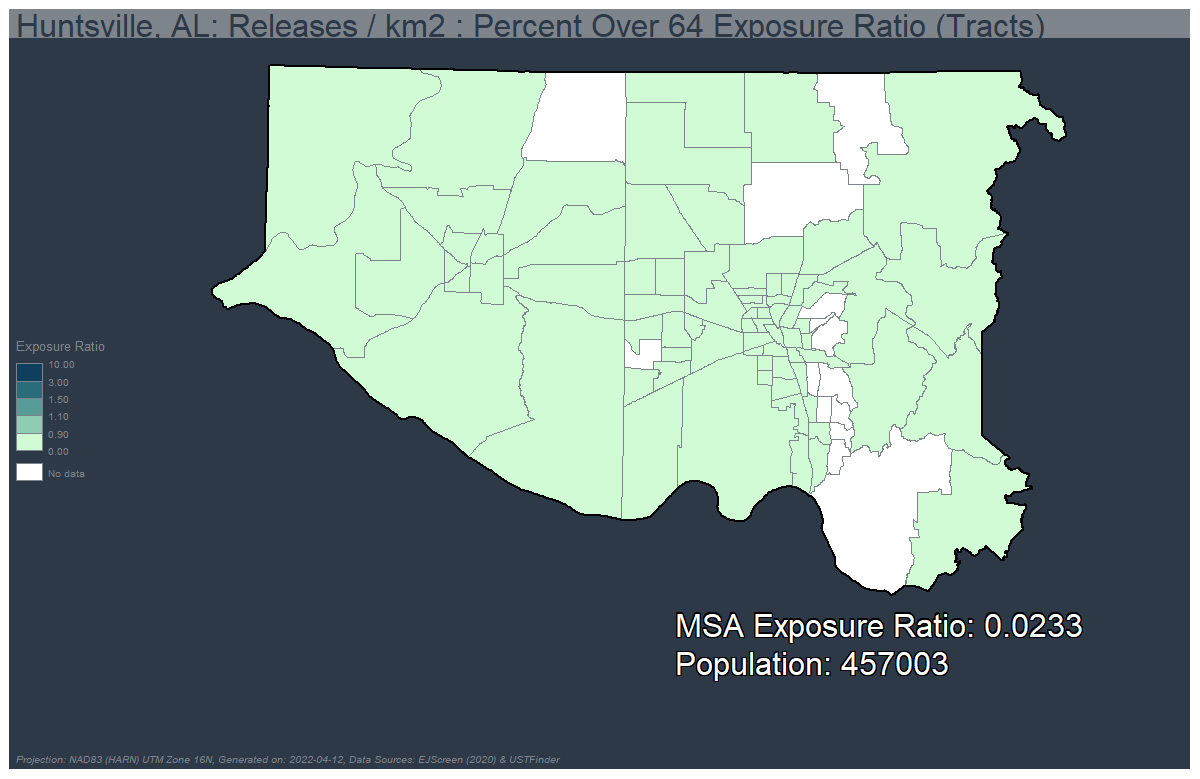 Huntsville, AL: Releases / km2 : Percent Over 64 Exposure Ratio (Tracts)
Exposure Ratio
10.00
3.00
1.50
1.10
0.90
0.00
No data
MSA Exposure Ratio: 0.0233
Population: 457003
Projection: NAD83 (HARN) UTM Zone 16N, Generated on: 2022-04-12, Data Sources: EJScreen (2020) & USTFinder